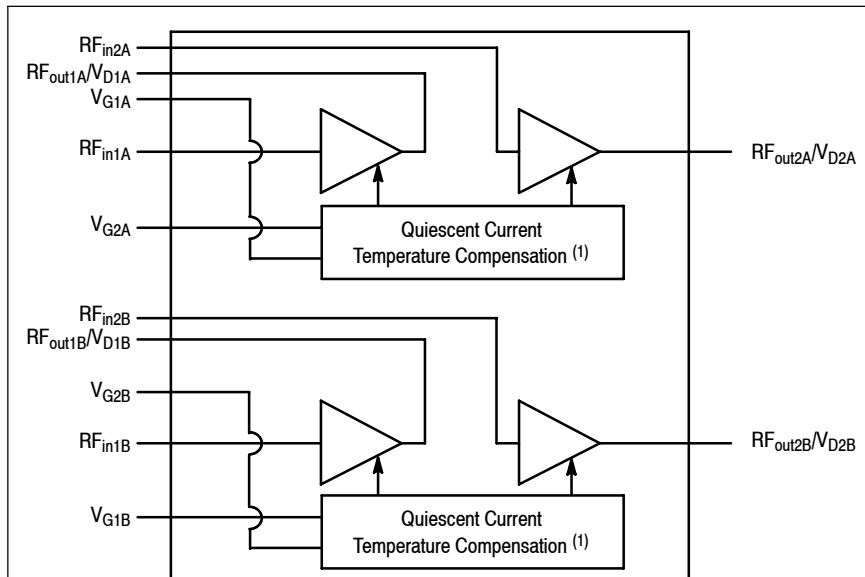 RFin2A
RFout1A/VD1A
VG1A
RFin1A
RFout2A/VD2A
VG2A
Quiescent Current
Temperature Compensation (1)
RFin2B
RFout1B/VD1B
VG2B
RFin1B
RFout2B/VD2B
VG1B
Quiescent Current
Temperature Compensation (1)